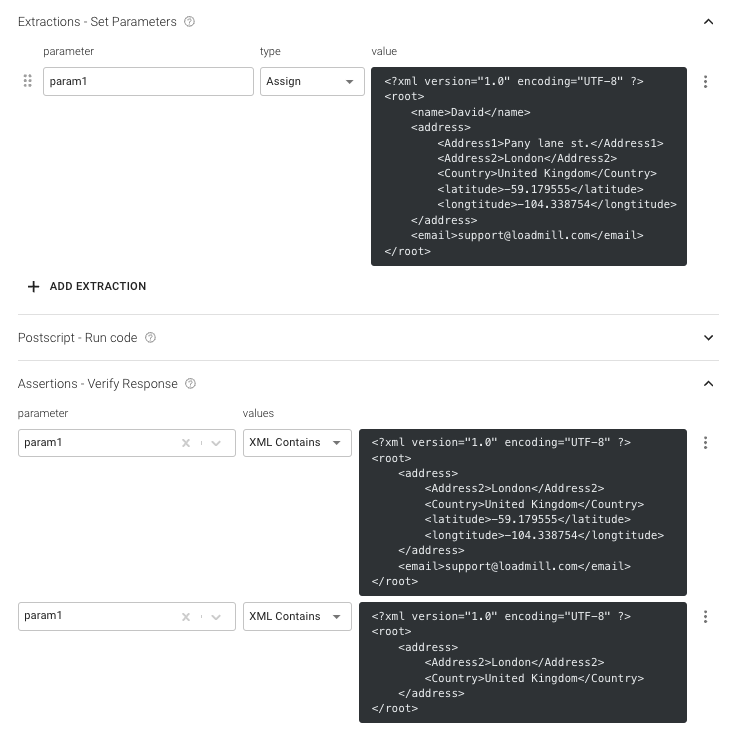 Extractions - Set Parameters
parameter type value
param1 Assign
<?xml version="1.0" encoding="UTF-8" ?>
<root>
    <name>David</name>
    <address>
        <Address1>Pany lane st.</Address1>
        <Address2>London</Address2>
        <Country>United Kingdom</Country>
        <latitude>-59.179555</latitude>
        <longtitude>-104.338754</longtitude>
    </address>
    <email>support@loadmill.com</email>
</root>
ADD EXTRACTION
Postscript - Run code
Assertions - Verify Response
parameter values
param1 XML Contains
<?xml version="1.0" encoding="UTF-8" ?>
<root>
    <address>
        <Address2>London</Address2>
        <Country>United Kingdom</Country>
        <latitude>-59.179555</latitude>
        <longtitude>-104.338754</longtitude>
    </address>
    <email>support@loadmill.com</email>
</root>
param1 XML Contains
<?xml version="1.0" encoding="UTF-8" ?>
<root>
    <address>
        <Address2>London</Address2>
        <Country>United Kingdom</Country>
    </address>
</root>